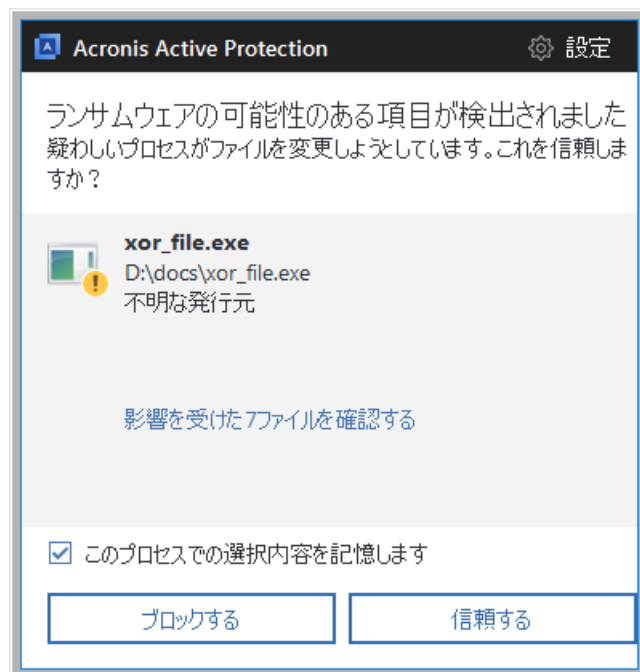 Acronis Active Protection
設定
ランサムウェアの可能性のある項目が検出されました
疑わしいプロセスがファイルを変更しようとしています。これを信頼しま
すか？
xor_file.exe
D:\docs\xor_file.exe
不明な発行元
影響を受けた7ファイルを確認する
このプロセスでの選択内容を記憶します
ブロックする
信頼する